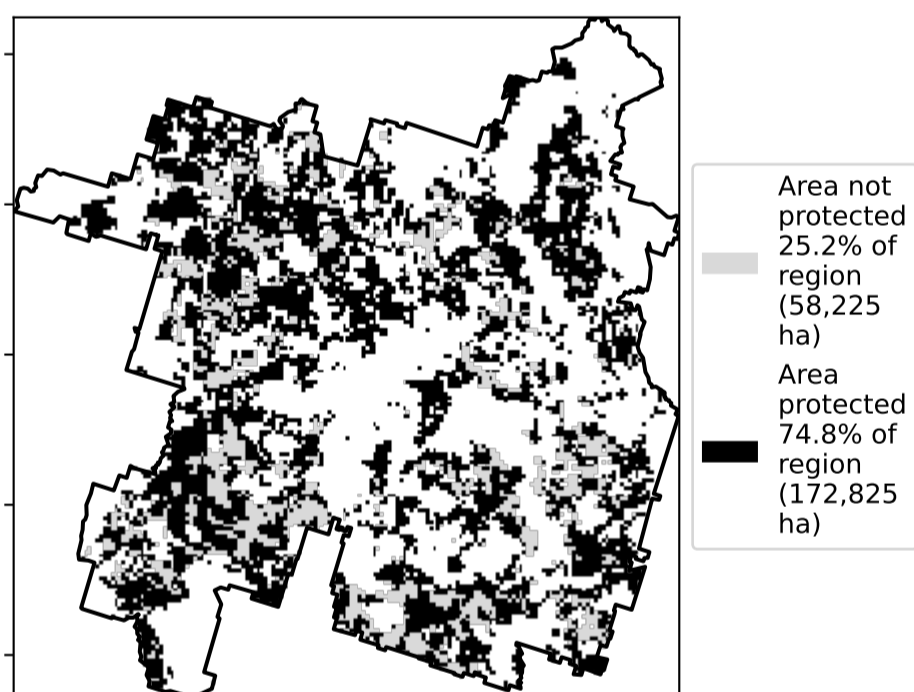 Area not
protected
25.2% of
region
(58,225
ha)
Area
protected
74.8% of
region
(172,825
ha)